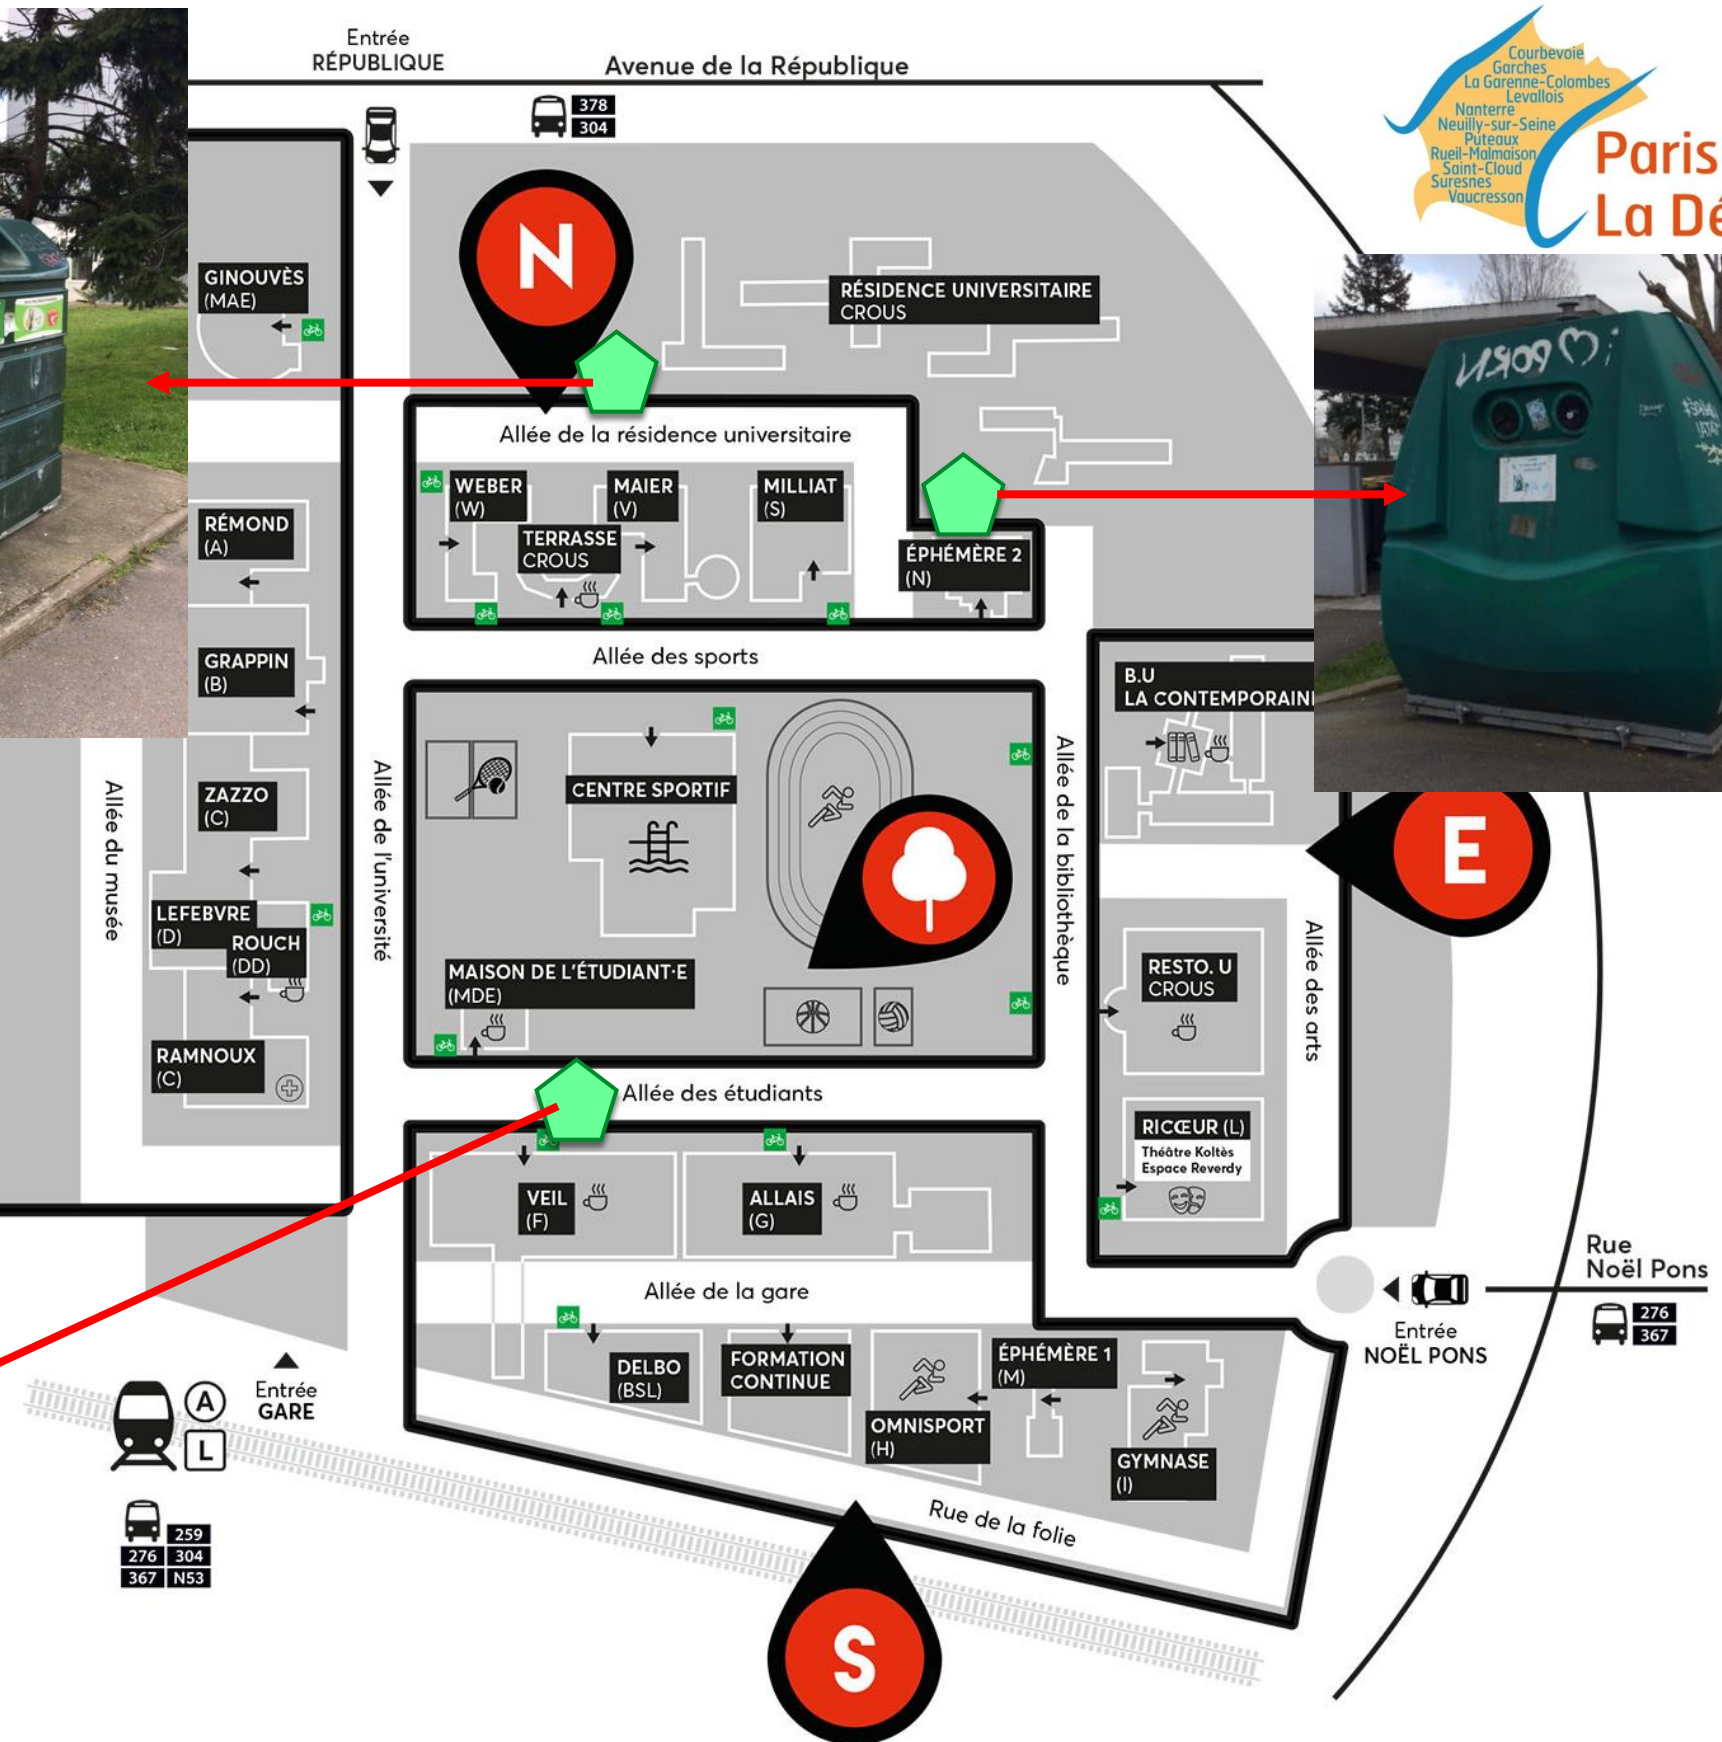 Entrée
RÉPUBLIQUE
Avenue de la République
378
304
Courbevoie
Garches
La Garenne-Colombes
Levallois
Nanterre
Neuilly-sur-Seine
Puteaux
Rueil-Malmaison
Saint-Cloud
Suresnes
Vaucresson
Paris
La Dé
N
GINOUVÈS
(MAE)
RÉSIDENCE UNIVERSITAIRE
CROUS
Allée de la résidence universitaire
WEBER
(W)
MAIER
(V)
MILLIAT
(S)
TERRASSE
CROUS
ÉPHÉMÈRE 2
(N)
RÉMOND
(A)
Allée des sports
GRAPPIN
(B)
B.U
LA CONTEMPORAIN
Allée du musée
ZAZZO
(C)
Allée de l'université
CENTRE SPORTIF
Allée de la bibliothèque
E
LEFEBVRE
(D)
ROUCH
(DD)
MAISON DE L'ÉTUDIANT·E
(MDE)
RESTO. U
CROUS
Allée des arts
RAMNOUX
(C)
Allée des étudiants
RICŒUR (L)
Théâtre Koltès
Espace Reverdy
VEIL
(F)
ALLAIS
(G)
Allée de la gare
Rue
Noël Pons
276
367
Entrée
NOËL PONS
DELBO
(BSL)
FORMATION
CONTINUE
ÉPHÉMÈRE 1
(M)
OMNISPORT
(H)
GYMNASE
(I)
Entrée
GARE
A
L
Rue de la folie
259
276 304
367 N53
S